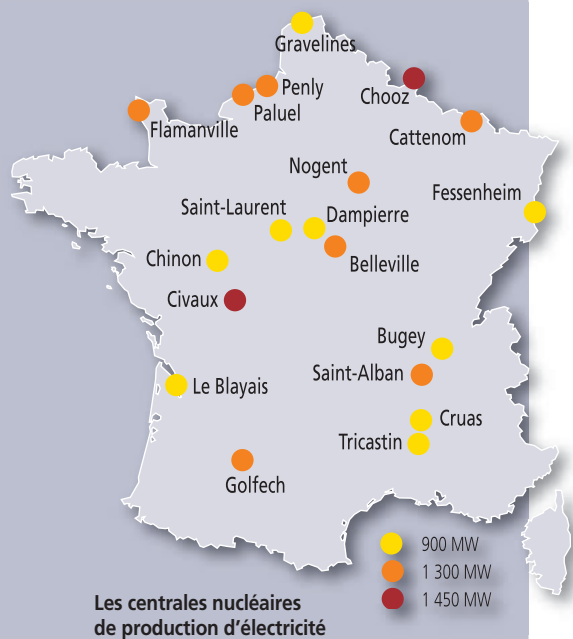 Gravelines
Penly
Chooz
Paluel
Flamanville
Cattenom
Nogent
Fessenheim
Saint-Laurent
Dampierre
Chinon
Belleville
Civaux
Bugey
Saint-Alban
Le Blayais
Cruas
Tricastin
Golfech
900 MW
1 300 MW
1 450 MW
Les centrales nucléaires
de production d'électricité